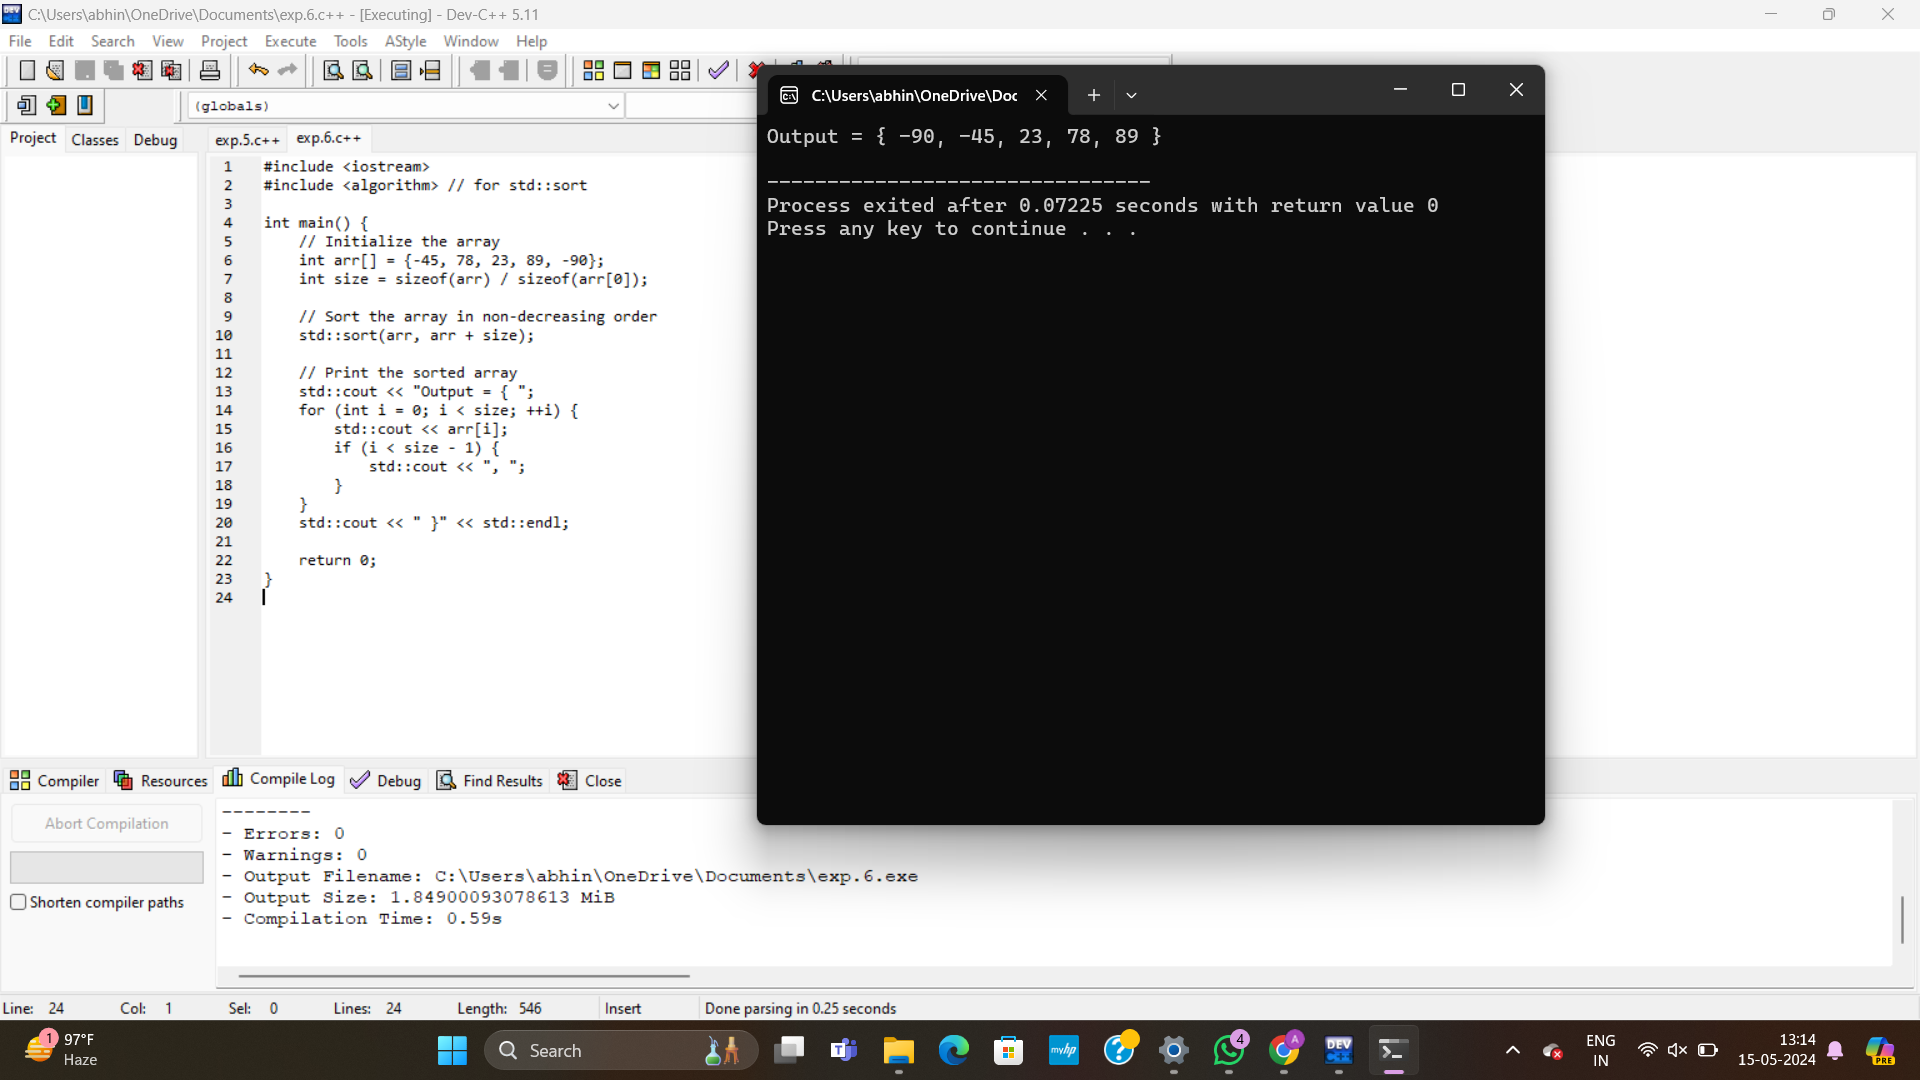 C:\Users\abhin\OneDrive\Documents\exp.6.c++ - [Executing] - Dev-C++ 5.11
File Edit Search View Project Execute Tools AStyle Window Help
(globals)
Project Classes Debug
exp.5.c++ exp.6.c++
1 #include <iostream>
2 #include <algorithm> // for std::sort
3
4 int main() {
5     // Initialize the array
6     int arr[] = {-45, 78, 23, 89, -90};
7     int size = sizeof(arr) / sizeof(arr[0]);
8
9     // Sort the array in non-decreasing order
10     std::sort(arr, arr + size);
11
12     // Print the sorted array
13     std::cout << "Output = { ";
14     for (int i = 0; i < size; ++i) {
15         std::cout << arr[i];
16         if (i < size - 1) {
17             std::cout << ", ";
18         }
19     }
20     std::cout << " }" << std::endl;
21
22     return 0;
23 }
24
C:\Users\abhin\OneDrive\Doc
Output = { -90, -45, 23, 78, 89 }
--------------------------------
Process exited after 0.07225 seconds with return value 0
Press any key to continue . . .
Compiler Resources Compile Log Debug Find Results Close
Abort Compilation
Shorten compiler paths
--------
- Errors: 0
- Warnings: 0
- Output Filename: C:\Users\abhin\OneDrive\Documents\exp.6.exe
- Output Size: 1.84900093078613 MiB
- Compilation Time: 0.59s
Line: 24 Col: 1 Sel: 0 Lines: 24 Length: 546 Insert Done parsing in 0.25 seconds
1
97°F
Haze
Search
myhp
4
A
DEV
C++
ENG
IN
13:14
15-05-2024
PRE